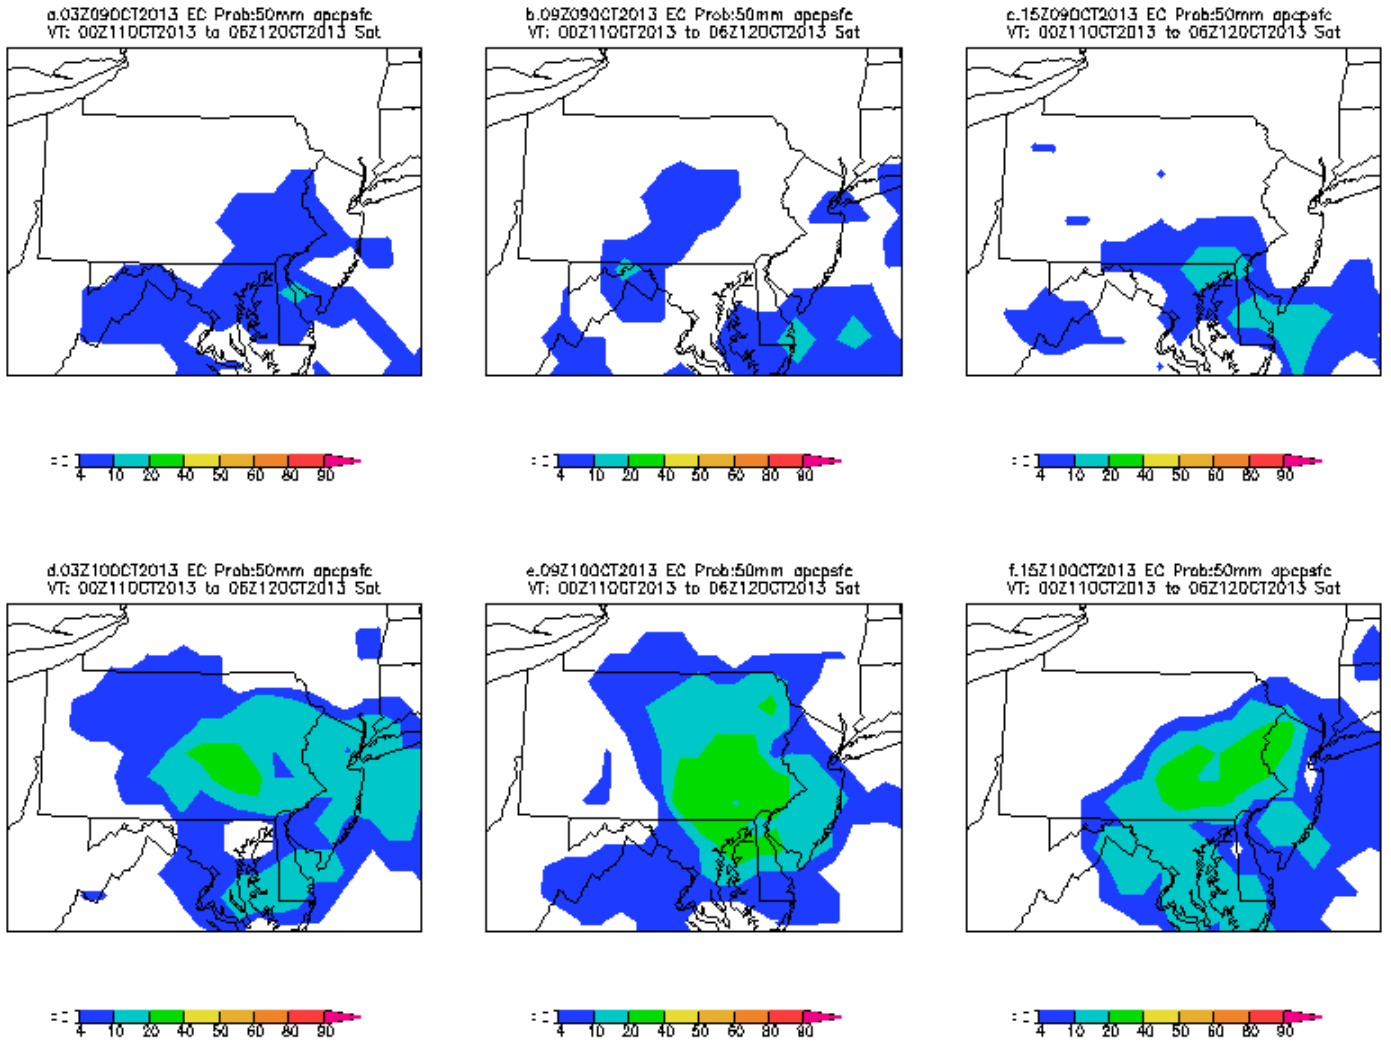 a.03Z09OCT2013 EC Prob:50mm apcpsfc
VT: 00Z11OCT2013 to 06Z12OCT2013 Sat
b.09Z09OCT2013 EC Prob:50mm apcpsfc
VT: 00Z11OCT2013 to 06Z12OCT2013 Sat
c.15Z09OCT2013 EC Prob:50mm apcpsfc
VT: 00Z11OCT2013 to 06Z12OCT2013 Sat
4 10 20 40 50 60 80 90
4 10 20 40 50 60 80 90
4 10 20 40 50 60 80 90
d.03Z10OCT2013 EC Prob:50mm apcpsfc
VT: 00Z11OCT2013 to 06Z12OCT2013 Sat
e.09Z10OCT2013 EC Prob:50mm apcpsfc
VT: 00Z11OCT2013 to 06Z12OCT2013 Sat
f.15Z10OCT2013 EC Prob:50mm apcpsfc
VT: 00Z11OCT2013 to 06Z12OCT2013 Sat
4 10 20 40 50 60 80 90
4 10 20 40 50 60 80 90
4 10 20 40 50 60 80 90